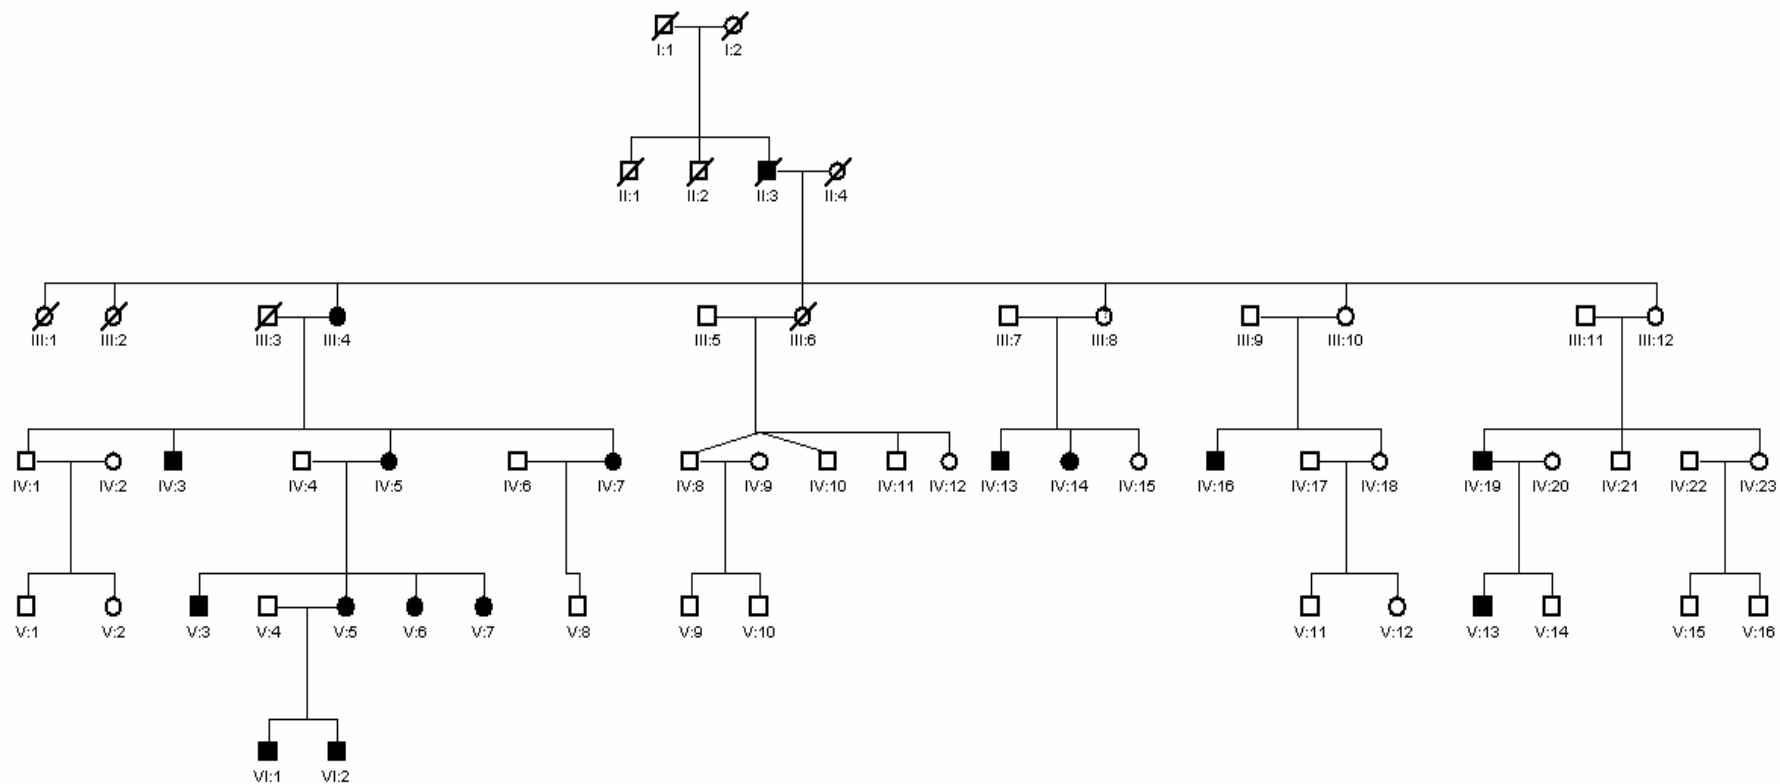 I:1 I:2
II:1 II:2 II:3 II:4
III:1 III:2 III:3 III:4 III:5 III:6 III:7 III:8 III:9 III:10 III:11 III:12
IV:1 IV:2 IV:3 IV:4 IV:5 IV:6 IV:7 IV:8 IV:9 IV:10 IV:11 IV:12 IV:13 IV:14 IV:15 IV:16 IV:17 IV:18 IV:19 IV:20 IV:21 IV:22 IV:23
V:1 V:2 V:3 V:4 V:5 V:6 V:7 V:8 V:9 V:10 V:11 V:12 V:13 V:14 V:15 V:16
VI:1 VI:2